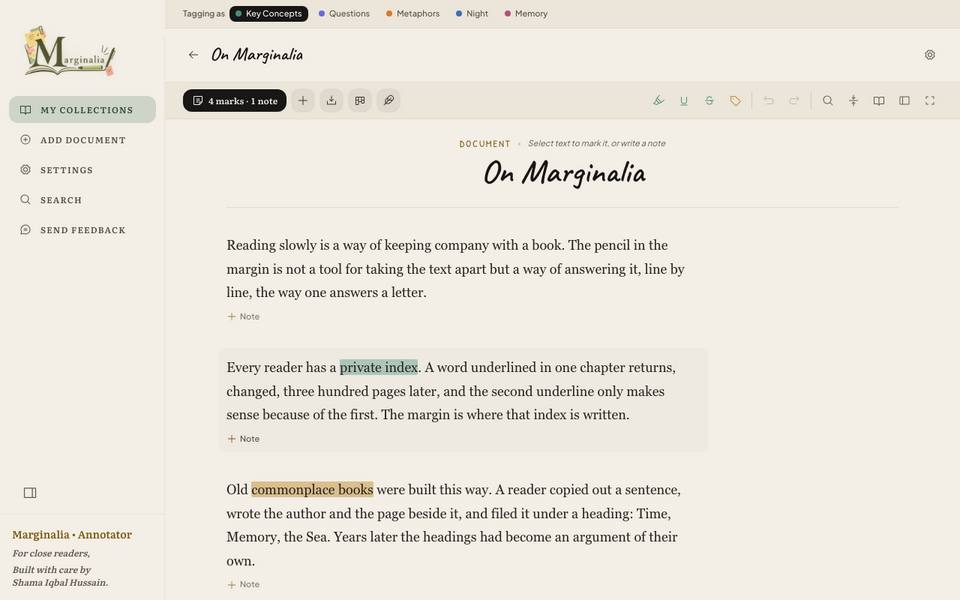 Tagging as Key Concepts Questions Metaphors Night Memory
Marginalia
On Marginalia
MY COLLECTIONS
ADD DOCUMENT
SETTINGS
SEARCH
SEND FEEDBACK
4 marks · 1 note
DOCUMENT • Select text to mark it, or write a note
On Marginalia
Reading slowly is a way of keeping company with a book. The pencil in the
margin is not a tool for taking the text apart but a way of answering it, line by
line, the way one answers a letter.
+ Note
Every reader has a private index. A word underlined in one chapter returns,
changed, three hundred pages later, and the second underline only makes
sense because of the first. The margin is where that index is written.
+ Note
Old commonplace books were built this way. A reader copied out a sentence,
wrote the author and the page beside it, and filed it under a heading: Time,
Memory, the Sea. Years later the headings had become an argument of their
own.
+ Note
Marginalia • Annotator
For close readers,
Built with care by
Shama Iqbal Hussain.